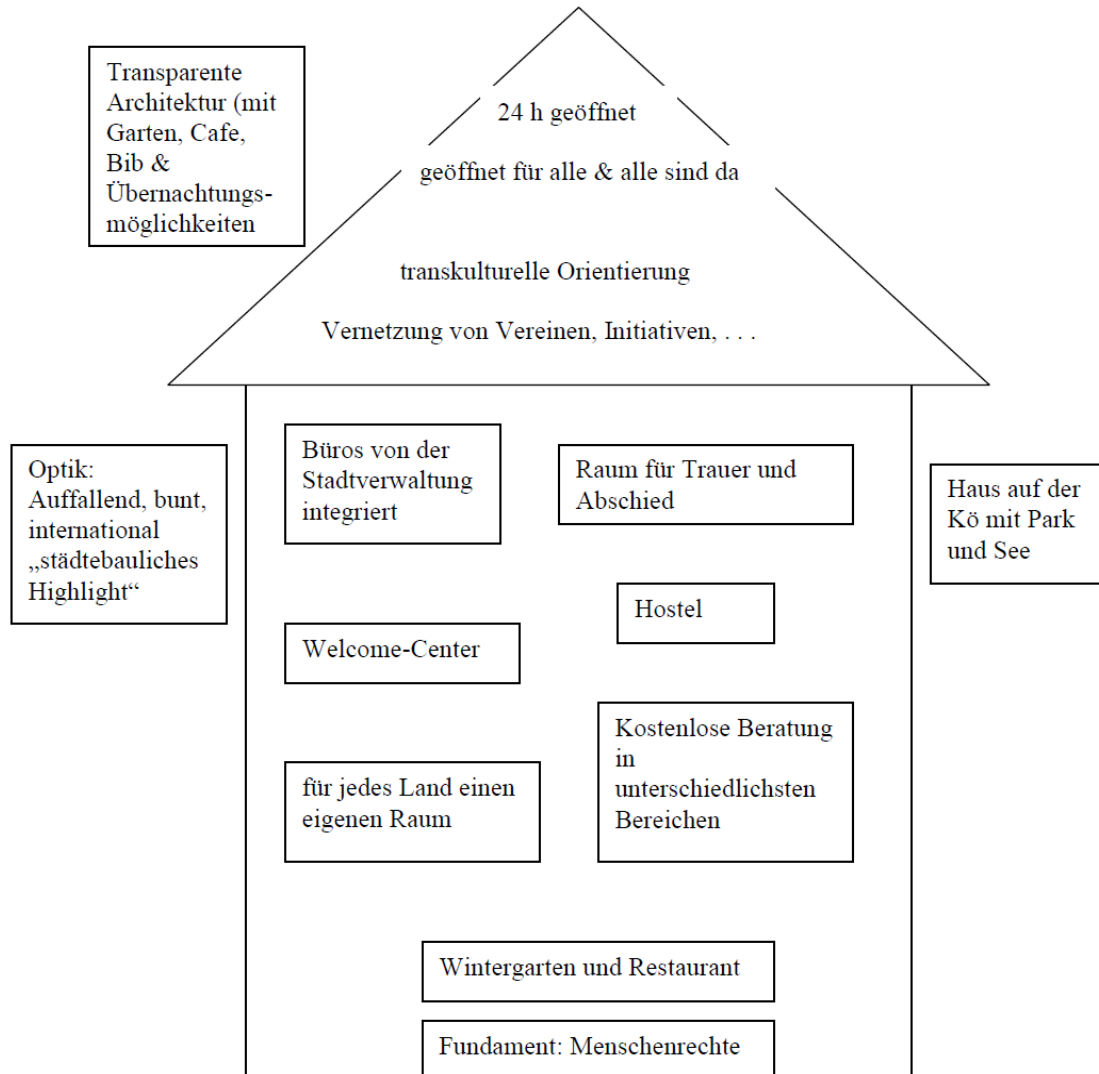 Transparente
Architektur (mit
Garten, Cafe,
Bib &
Übernachtungs-
möglichkeiten
24 h geöffnet
geöffnet für alle & alle sind da
transkulturelle Orientierung
Vernetzung von Vereinen, Initiativen, . . .
Optik:
Auffallend, bunt,
international
„städtebauliches
Highlight“
Büros von der
Stadtverwaltung
integriert
Raum für Trauer und
Abschied
Haus auf der
Kö mit Park
und See
Hostel
Welcome-Center
Kostenlose Beratung
in
unterschiedlichsten
Bereichen
für jedes Land einen
eigenen Raum
Wintergarten und Restaurant
Fundament: Menschenrechte